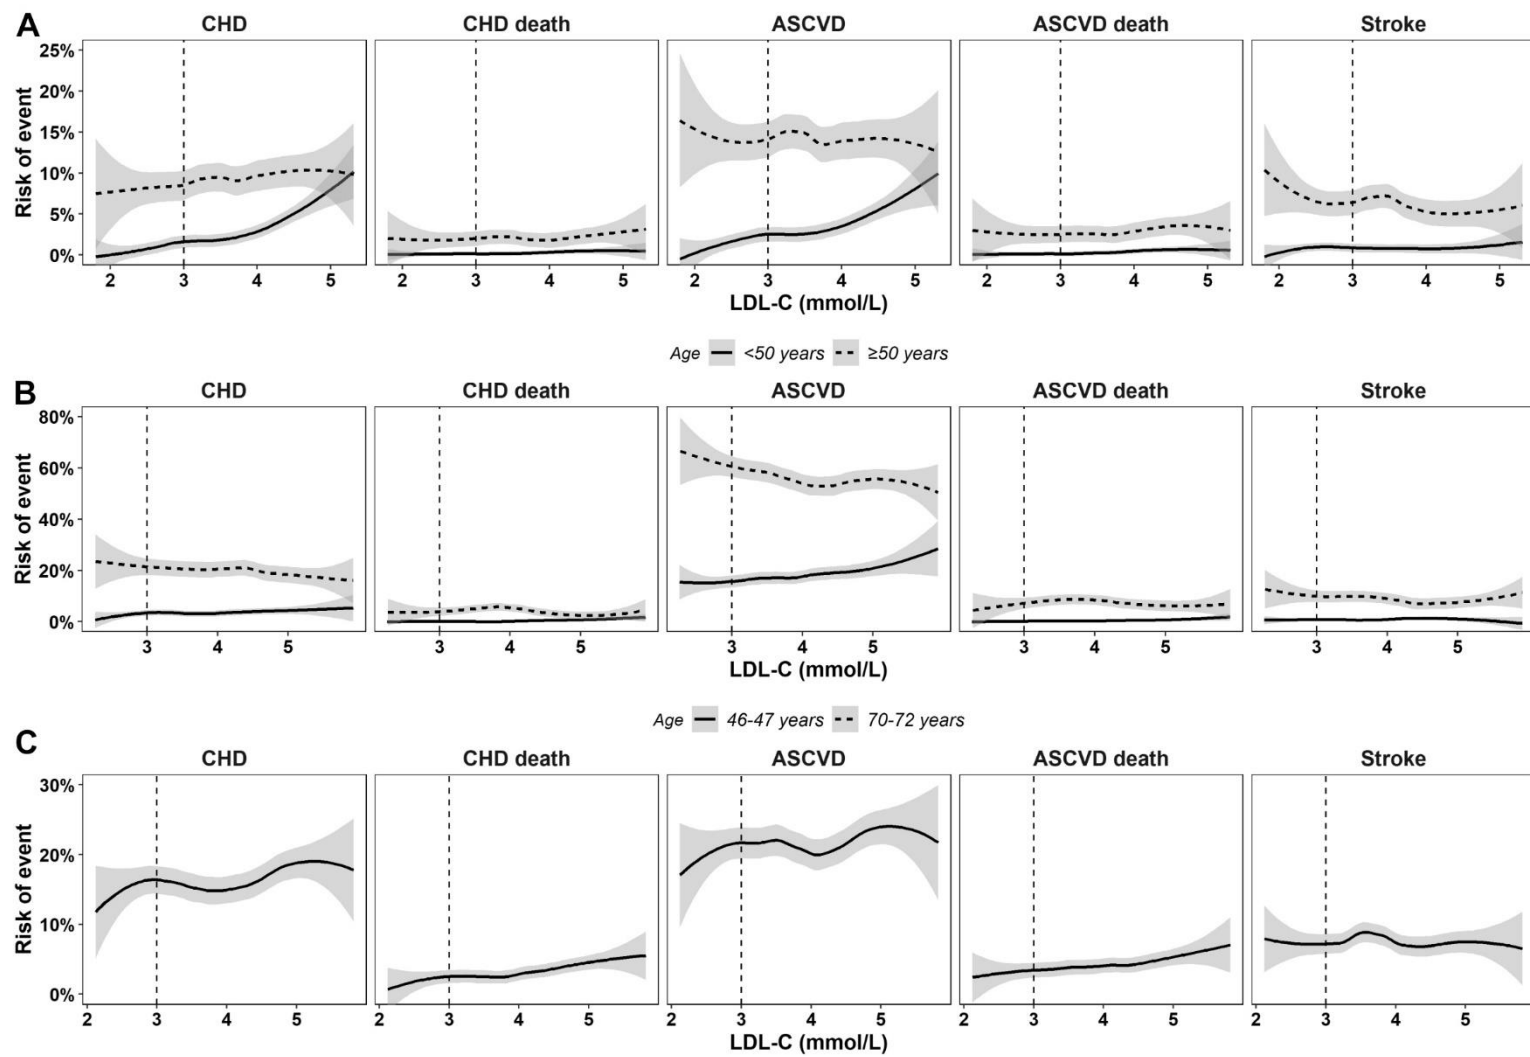 A
CHD
CHD death
ASCVD
ASCVD death
Stroke
Risk of event
25%
20%
15%
10%
5%
0%
2 3 4 5
2 3 4 5
2 3 4 5
2 3 4 5
2 3 4 5
LDL-C (mmol/L)
Age <50 years ≥50 years
B
CHD
CHD death
ASCVD
ASCVD death
Stroke
Risk of event
80%
60%
40%
20%
0%
3 4 5
3 4 5
3 4 5
3 4 5
3 4 5
LDL-C (mmol/L)
Age 46-47 years 70-72 years
C
CHD
CHD death
ASCVD
ASCVD death
Stroke
Risk of event
30%
20%
10%
0%
2 3 4 5
2 3 4 5
2 3 4 5
2 3 4 5
2 3 4 5
LDL-C (mmol/L)